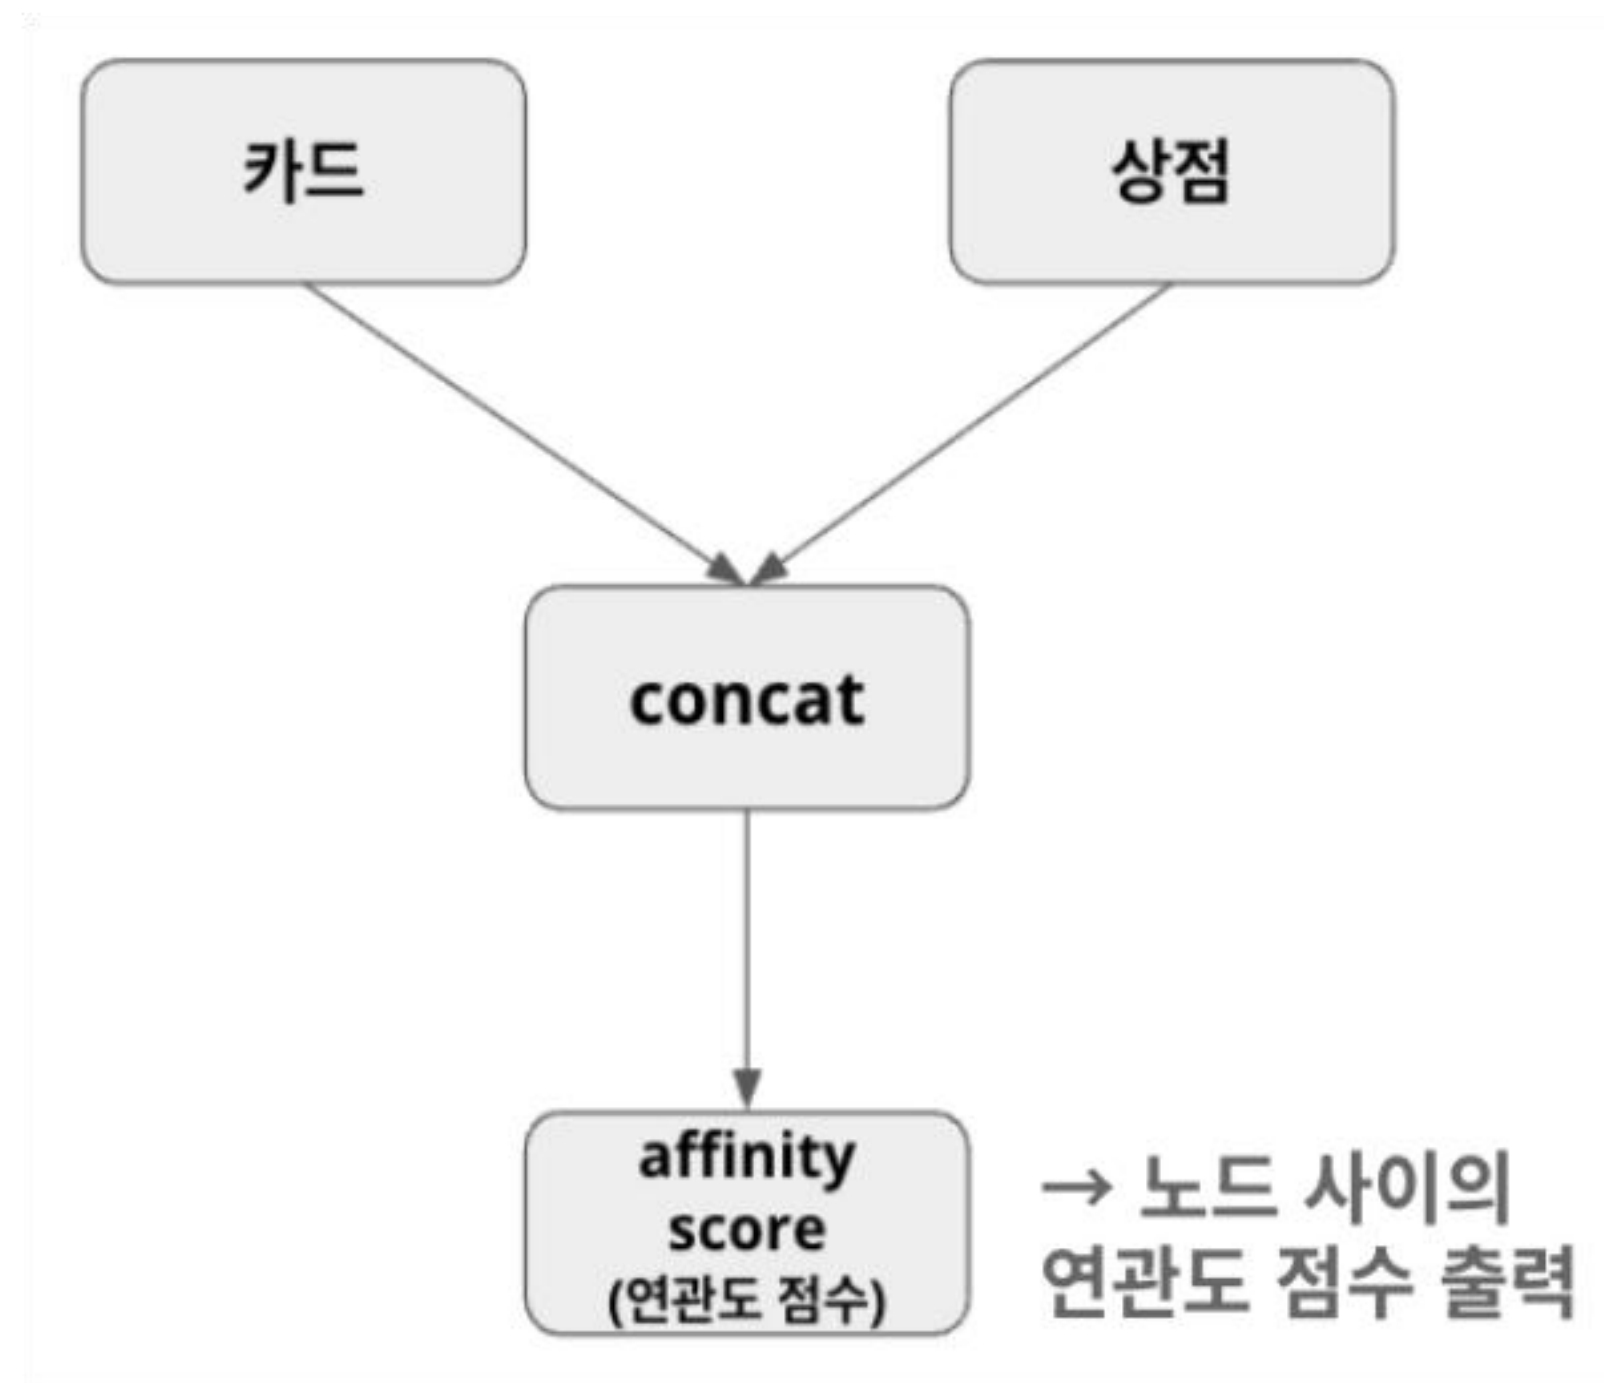 카드
상점
concat
affinity
score
(연관도 점수)
→ 노드 사이의
연관도 점수 출력